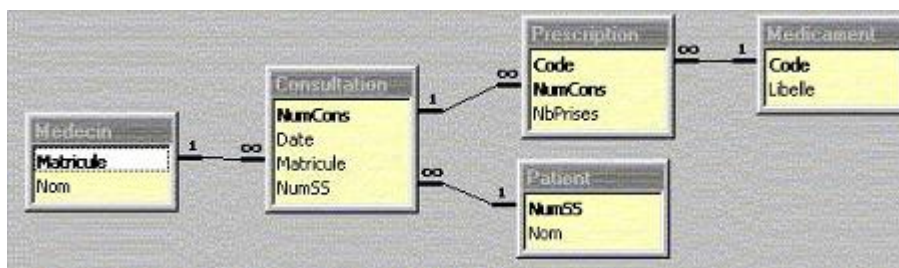 Medecin
Matricule
Nom
1
∞
Consultation
NumCons
Date
Matricule
NumSS
1
∞
∞
1
Prescription
Code
NumCons
NbPrises
∞
1
Medicament
Code
Libelle
Patient
NumSS
Nom